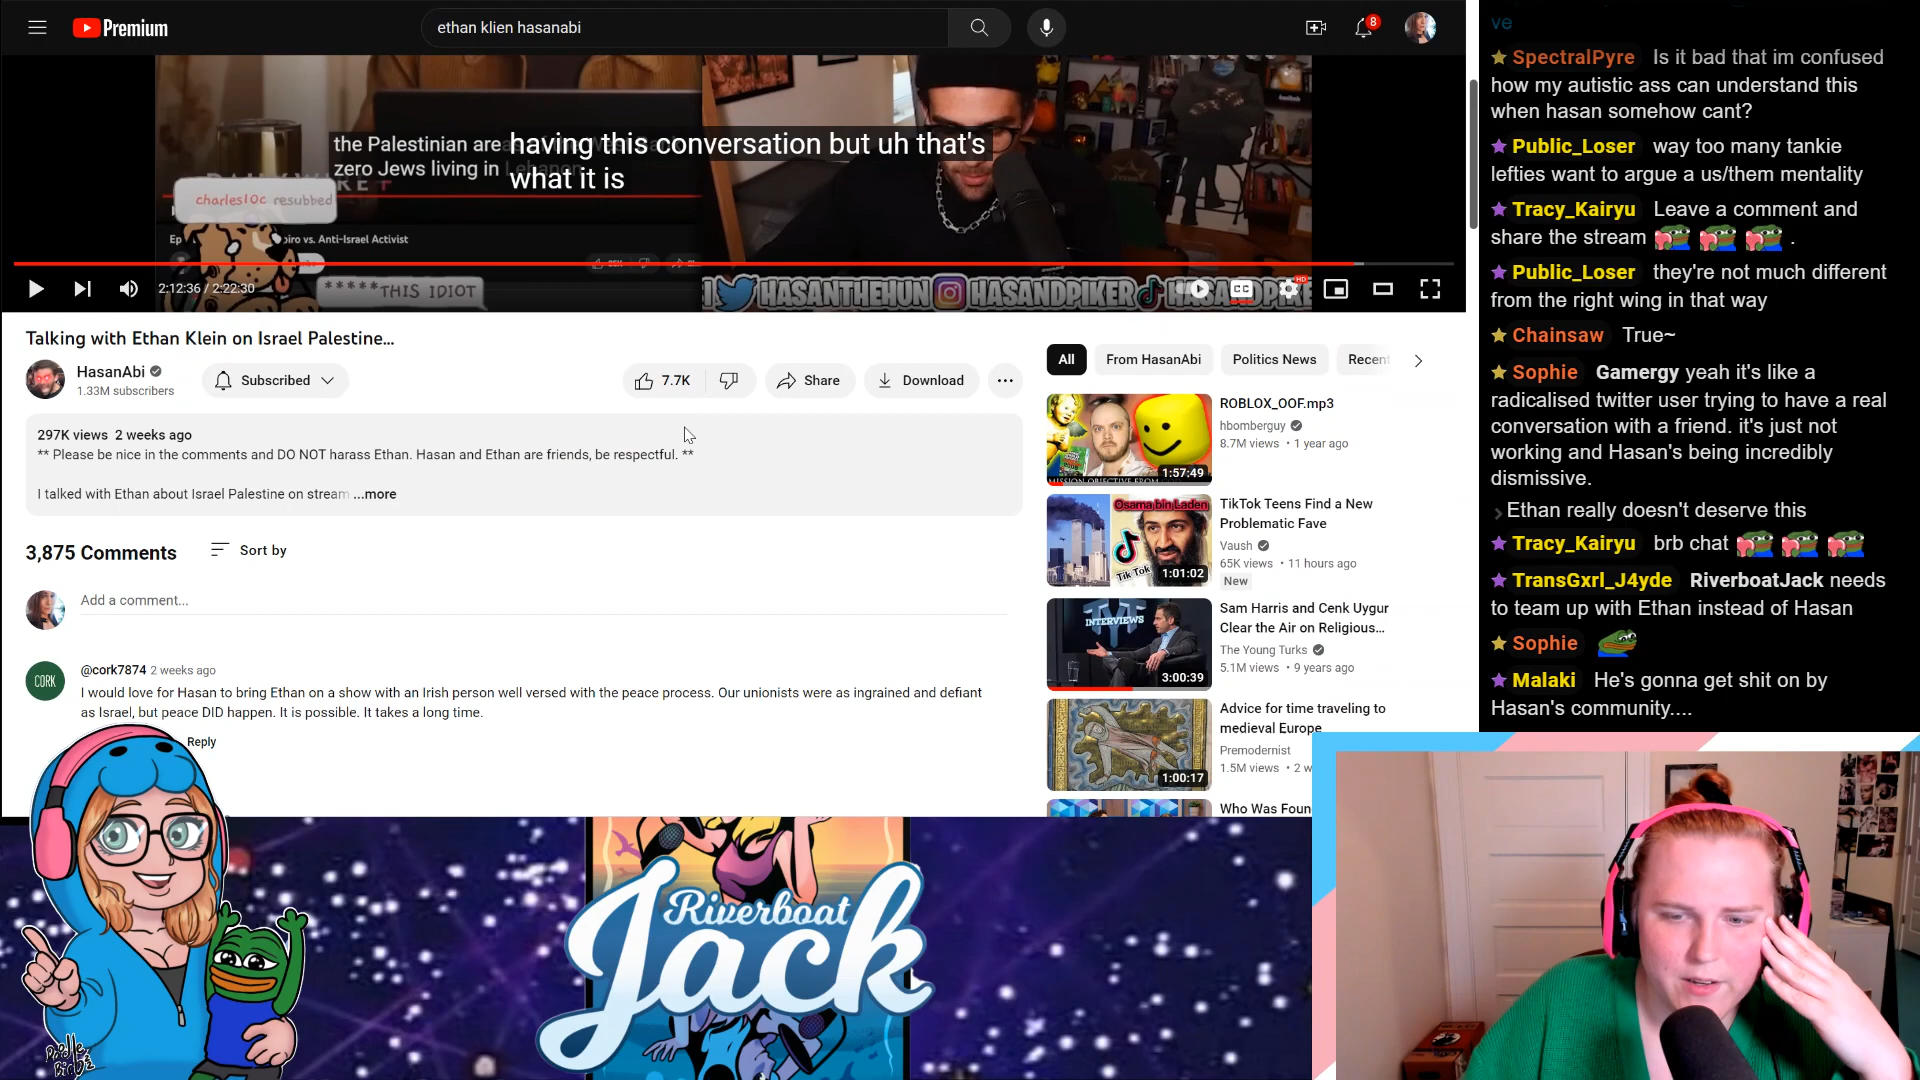 Premium
ethan klien hasanabi
8
the Palestinian are
zero Jews living in
having this conversation but uh that's
what it is
charles10c resubbed
Ep
piro vs. Anti-Israel Activist
*****THIS IDIOT
2:12:36 / 2:22:30
CC
HD
HASANTHEHUN
HASANDPIKER
Talking with Ethan Klein on Israel Palestine...
HasanAbi
1.33M subscribers
Subscribed
7.7K
Share
Download
297K views 2 weeks ago
** Please be nice in the comments and DO NOT harass Ethan. Hasan and Ethan are friends, be respectful. **
I talked with Ethan about Israel Palestine on stream ...more
3,875 Comments
Sort by
Add a comment...
CORK
@cork7874 2 weeks ago
I would love for Hasan to bring Ethan on a show with an Irish person well versed with the peace process. Our unionists were as ingrained and defiant
as Israel, but peace DID happen. It is possible. It takes a long time.
Reply
All
From HasanAbi
Politics News
Recent
ROBLOX_OOF.mp3
hbomberguy
8.7M views • 1 year ago
1:57:49
Osama bin Laden
Tik Tok
1:01:02
TikTok Teens Find a New
Problematic Fave
Vaush
65K views • 11 hours ago
New
INTERVIEWS
3:00:39
Sam Harris and Cenk Uygur
Clear the Air on Religious...
The Young Turks
5.1M views • 9 years ago
1:00:17
Advice for time traveling to
medieval Europe
Premodernist
1.5M views • 2 w
Who Was Foun
ve
SpectralPyre Is it bad that im confused
how my autistic ass can understand this
when hasan somehow cant?
Public_Loser way too many tankie
lefties want to argue a us/them mentality
Tracy_Kairyu Leave a comment and
share the stream .
Public_Loser they're not much different
from the right wing in that way
Chainsaw True~
Sophie Gamergy yeah it's like a
radicalised twitter user trying to have a real
conversation with a friend. it's just not
working and Hasan's being incredibly
dismissive.
Ethan really doesn't deserve this
Tracy_Kairyu brb chat
TransGxrl_J4yde RiverboatJack needs
to team up with Ethan instead of Hasan
Sophie
Malaki He's gonna get shit on by
Hasan's community....
Riverboat
Jack